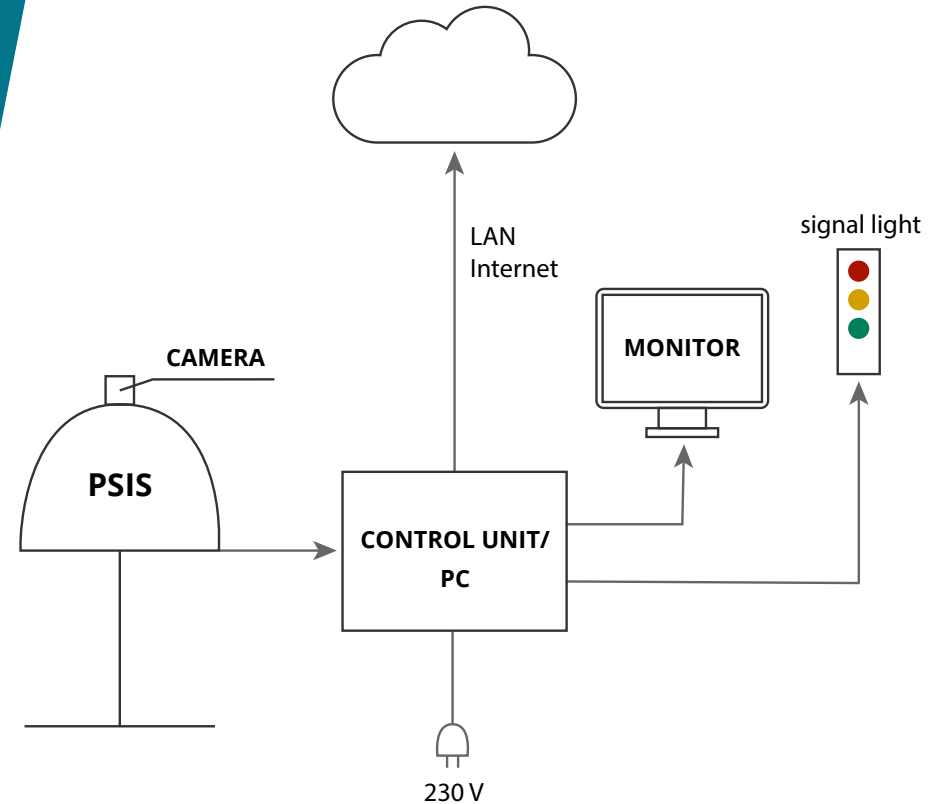 LAN
Internet
signal light
MONITOR
CAMERA
PSIS
CONTROL UNIT/
PC
230 V